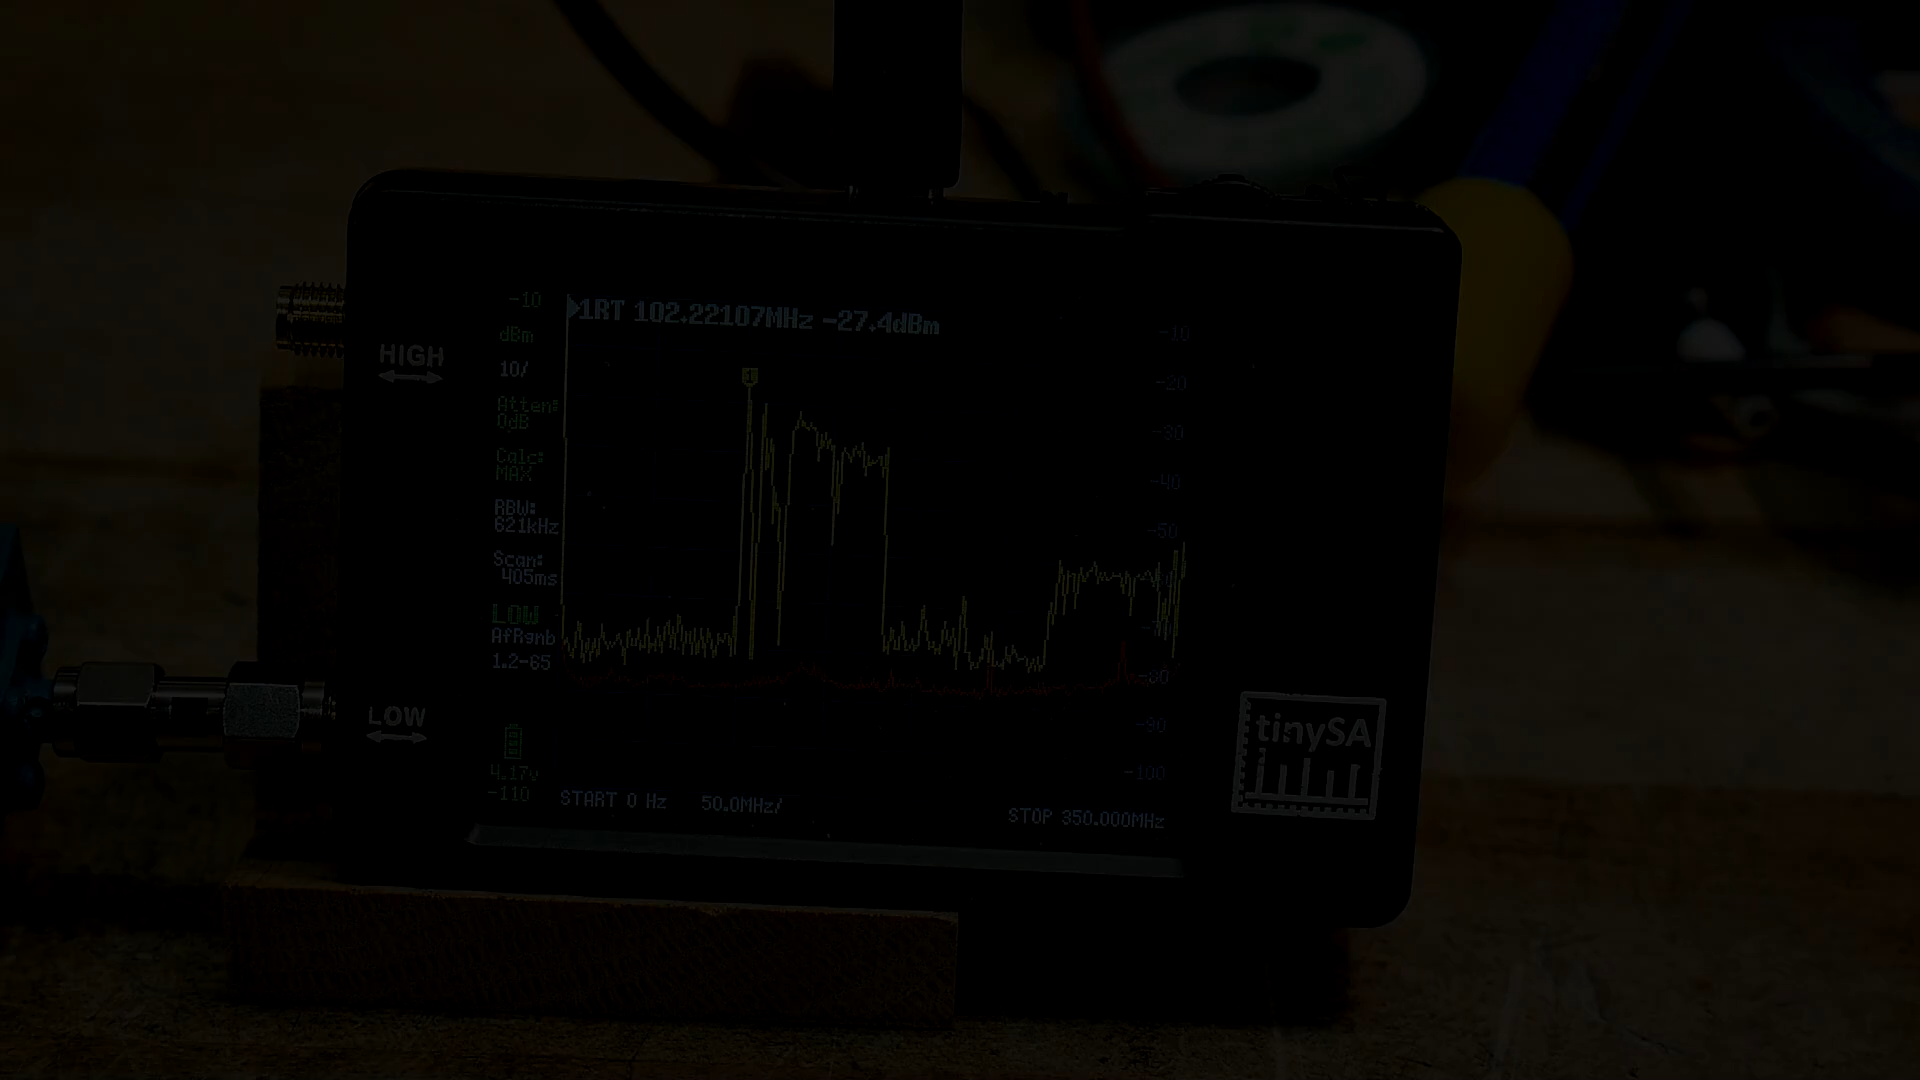 -10
1RT 102.22107MHz -27.4dBm
dBm
-10
HIGH
10/
-20
Atten:
0dB
-30
Calc:
MAX
-40
RBW:
621kHz
-50
Scan:
405ms
LOW
AfRgnb
1.2-65
-80
LOW
-90
tinySA
4.17v
-100
-110
START 0 Hz 50.0MHz/ STOP 350.000MHz